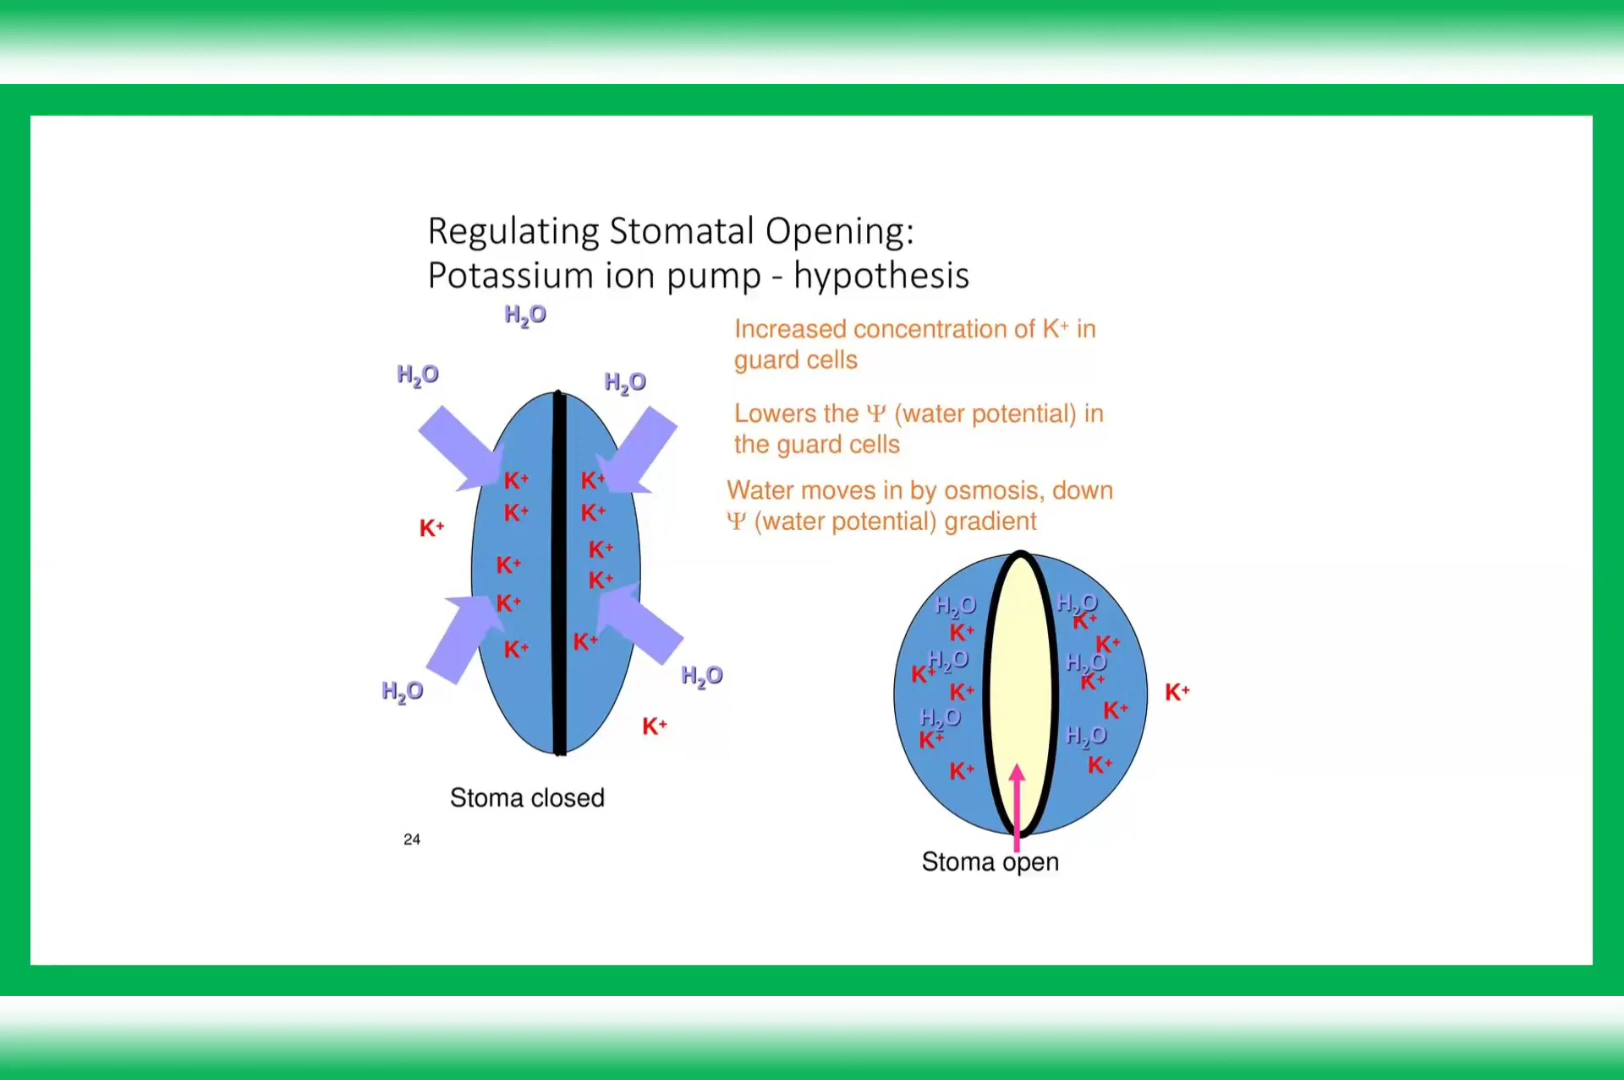 Regulating Stomatal Opening:
Potassium ion pump - hypothesis
H₂O
H₂O
H₂O
Increased concentration of K⁺ in
guard cells
Lowers the Ψ (water potential) in
the guard cells
Water moves in by osmosis, down
Ψ (water potential) gradient
K⁺ K⁺
K⁺ K⁺
K⁺
K⁺
K⁺
K⁺
K⁺
K⁺ K⁺
H₂O
H₂O
K⁺
Stoma closed
24
H₂O H₂O
K⁺ K⁺
K⁺
H₂O H₂O
K⁺ K⁺
K⁺ K⁺
K⁺
H₂O H₂O
K⁺ K⁺
K⁺
Stoma open